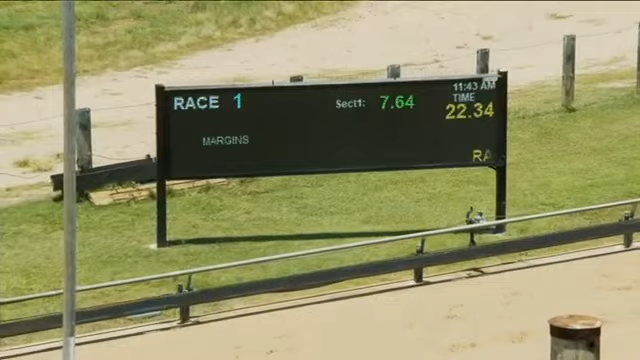 11:43 AM
RACE 1 Sect1: 7.64 TIME
22.34
MARGINS
RA